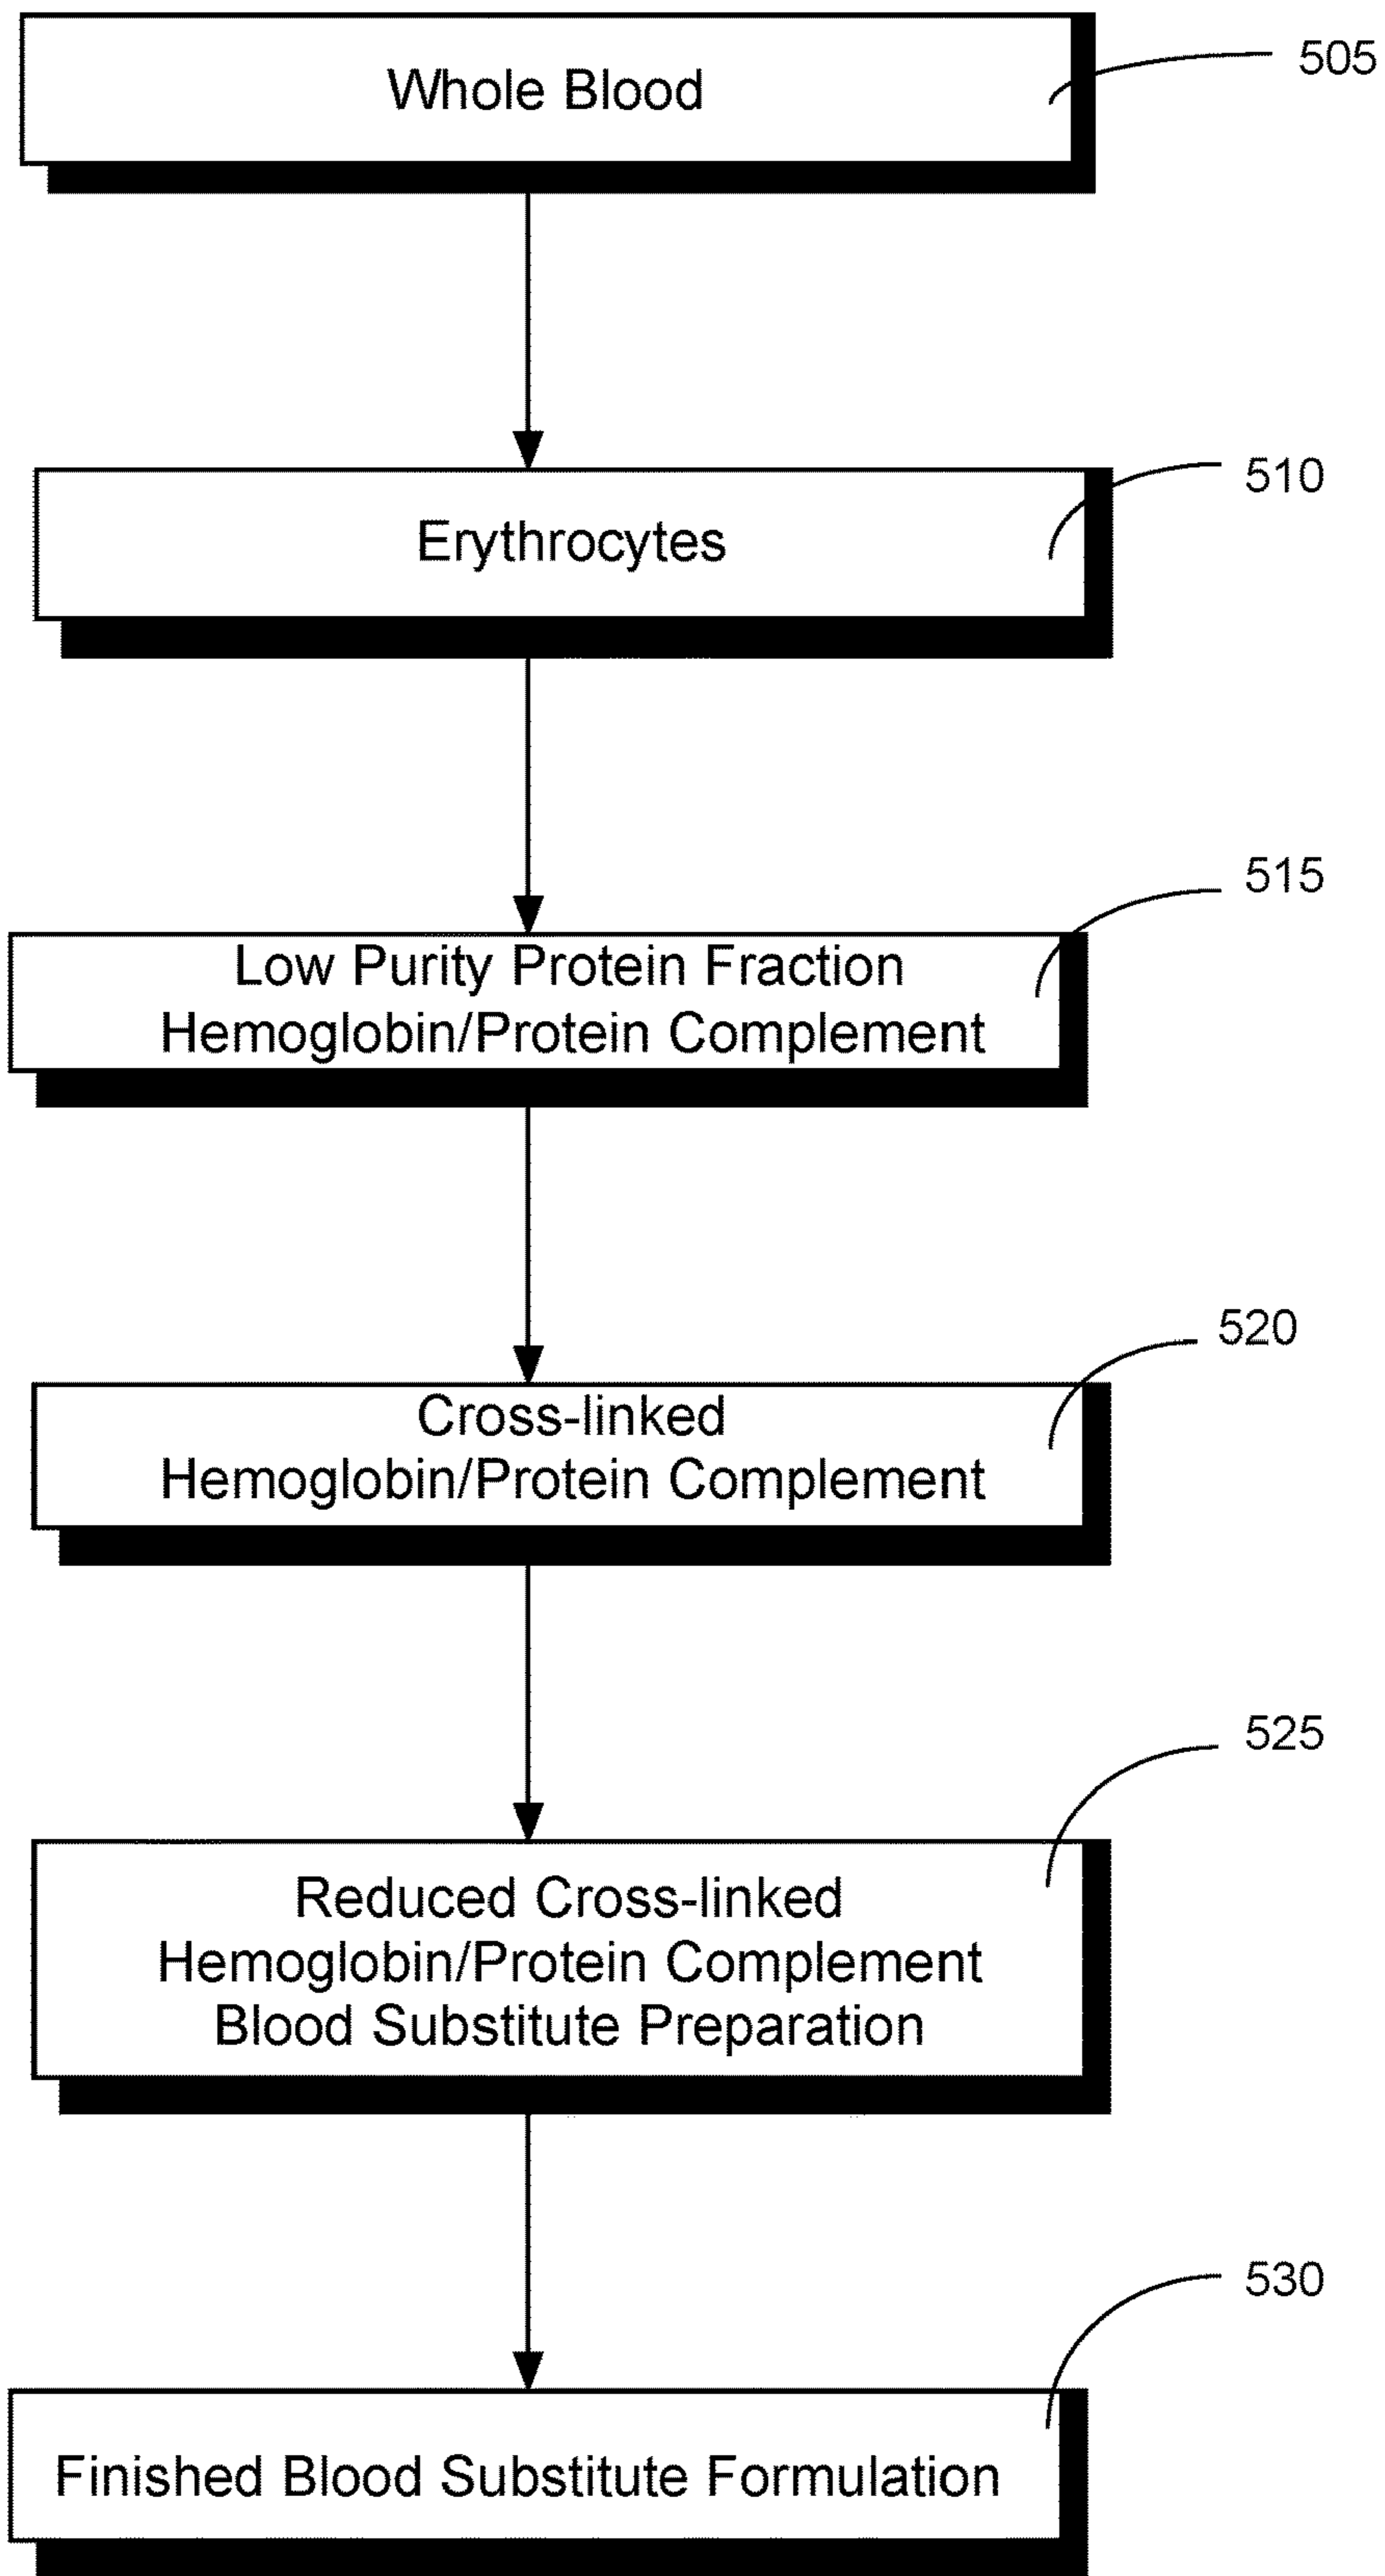 Whole Blood
505
Erythrocytes
510
515
Low Purity Protein Fraction
Hemoglobin/Protein Complement
520
Cross-linked
Hemoglobin/Protein Complement
525
Reduced Cross-linked
Hemoglobin/Protein Complement
Blood Substitute Preparation
530
Finished Blood Substitute Formulation